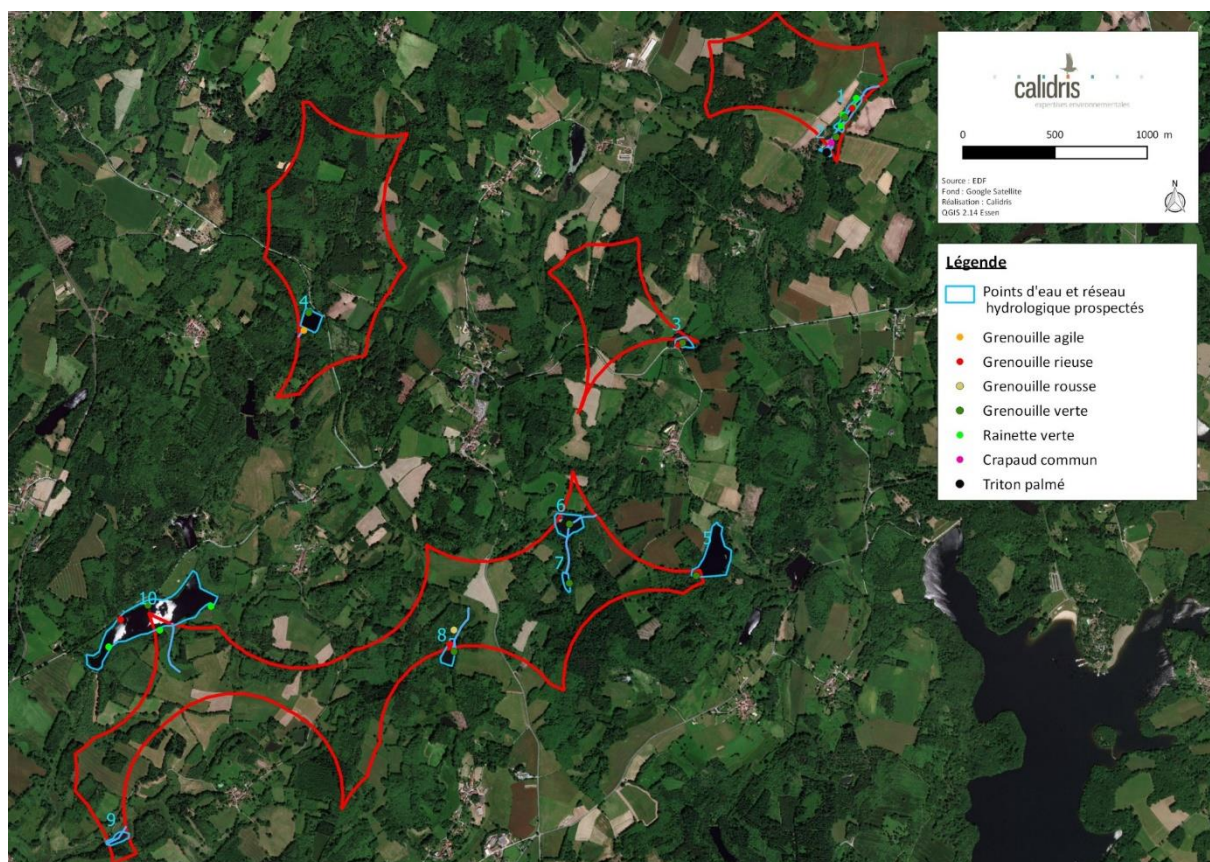 calidris
expertises environnementales
0 500 1000 m
Source : EDF
Fond : Google Satellite
Réalisation : Calidris
QGIS 2.14 Essen
N
Légende
Points d'eau et réseau
hydrologique prospectés
Grenouille agile
Grenouille rieuse
Grenouille rousse
Grenouille verte
Rainette verte
Crapaud commun
Triton palmé
1
4
3
6
5
7
10
8
9